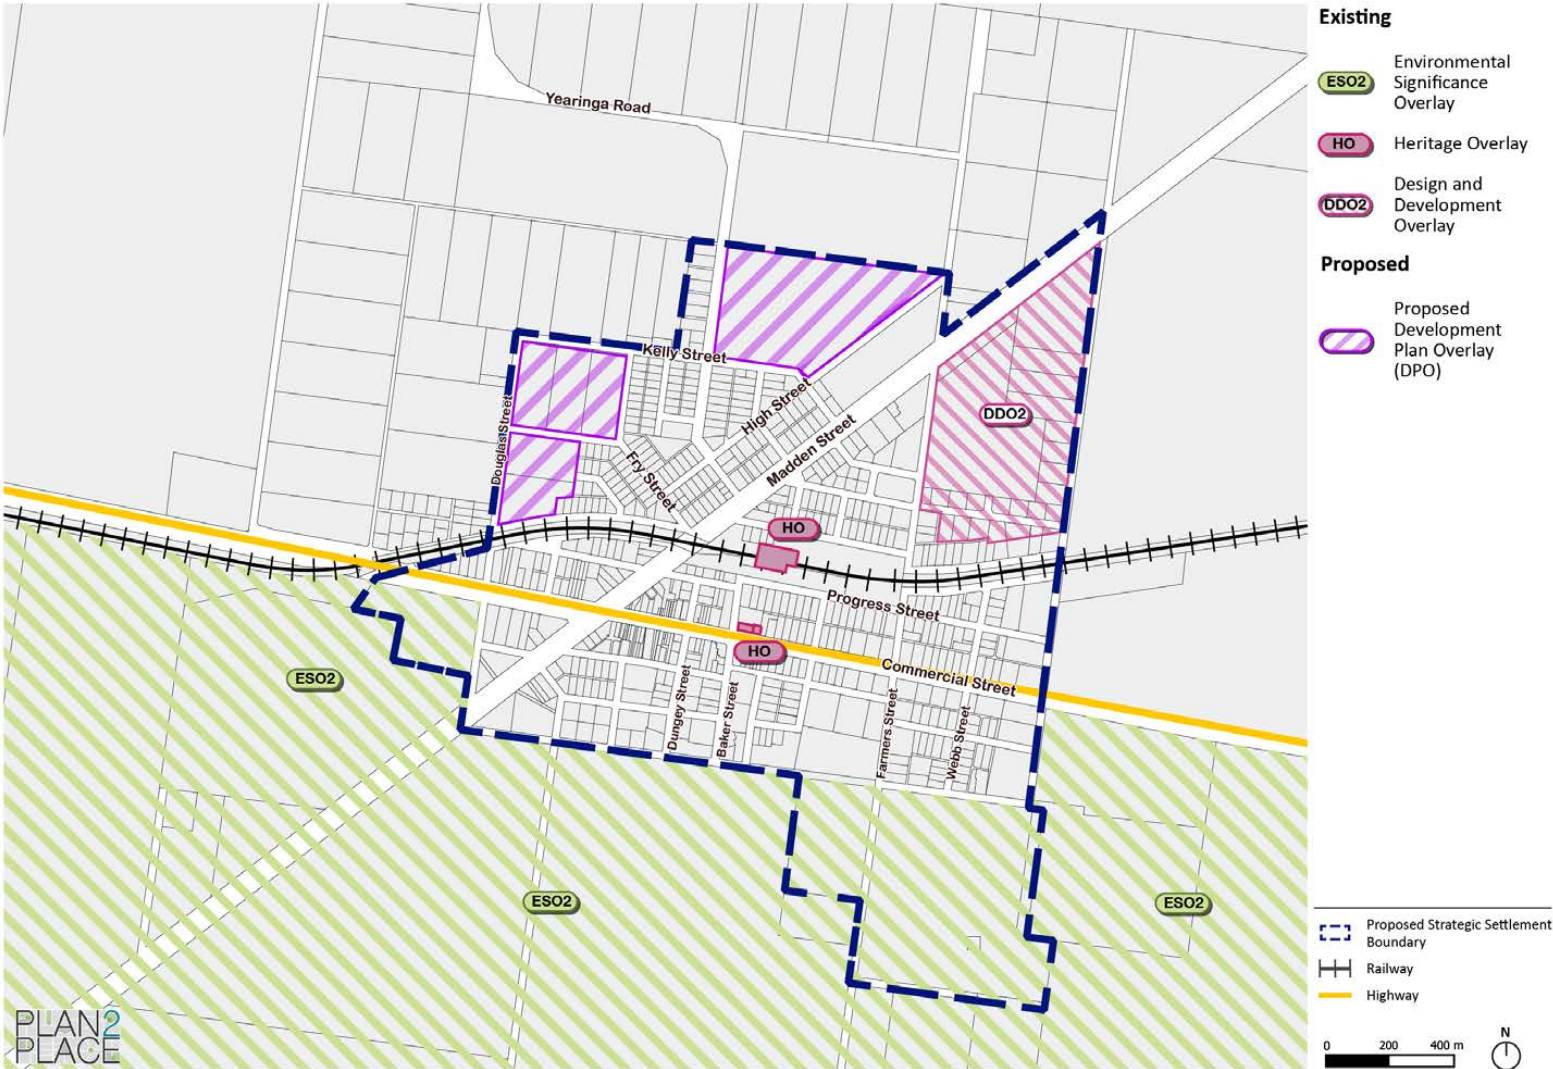 Existing
ESO2
Environmental
Significance
Overlay
HO
Heritage Overlay
DDO2
Design and
Development
Overlay
Proposed
Proposed
Development
Plan Overlay
(DPO)
Yearinga Road
Kelly Street
High Street
Madden Street
Douglas Street
Fry Street
DDO2
HO
Progress Street
HO
Commercial Street
ESO2
Dungey Street
Baker Street
Farmers Street
Webb Street
ESO2
ESO2
Proposed Strategic Settlement
Boundary
Railway
Highway
0 200 400 m
N
PLAN2
PLACE